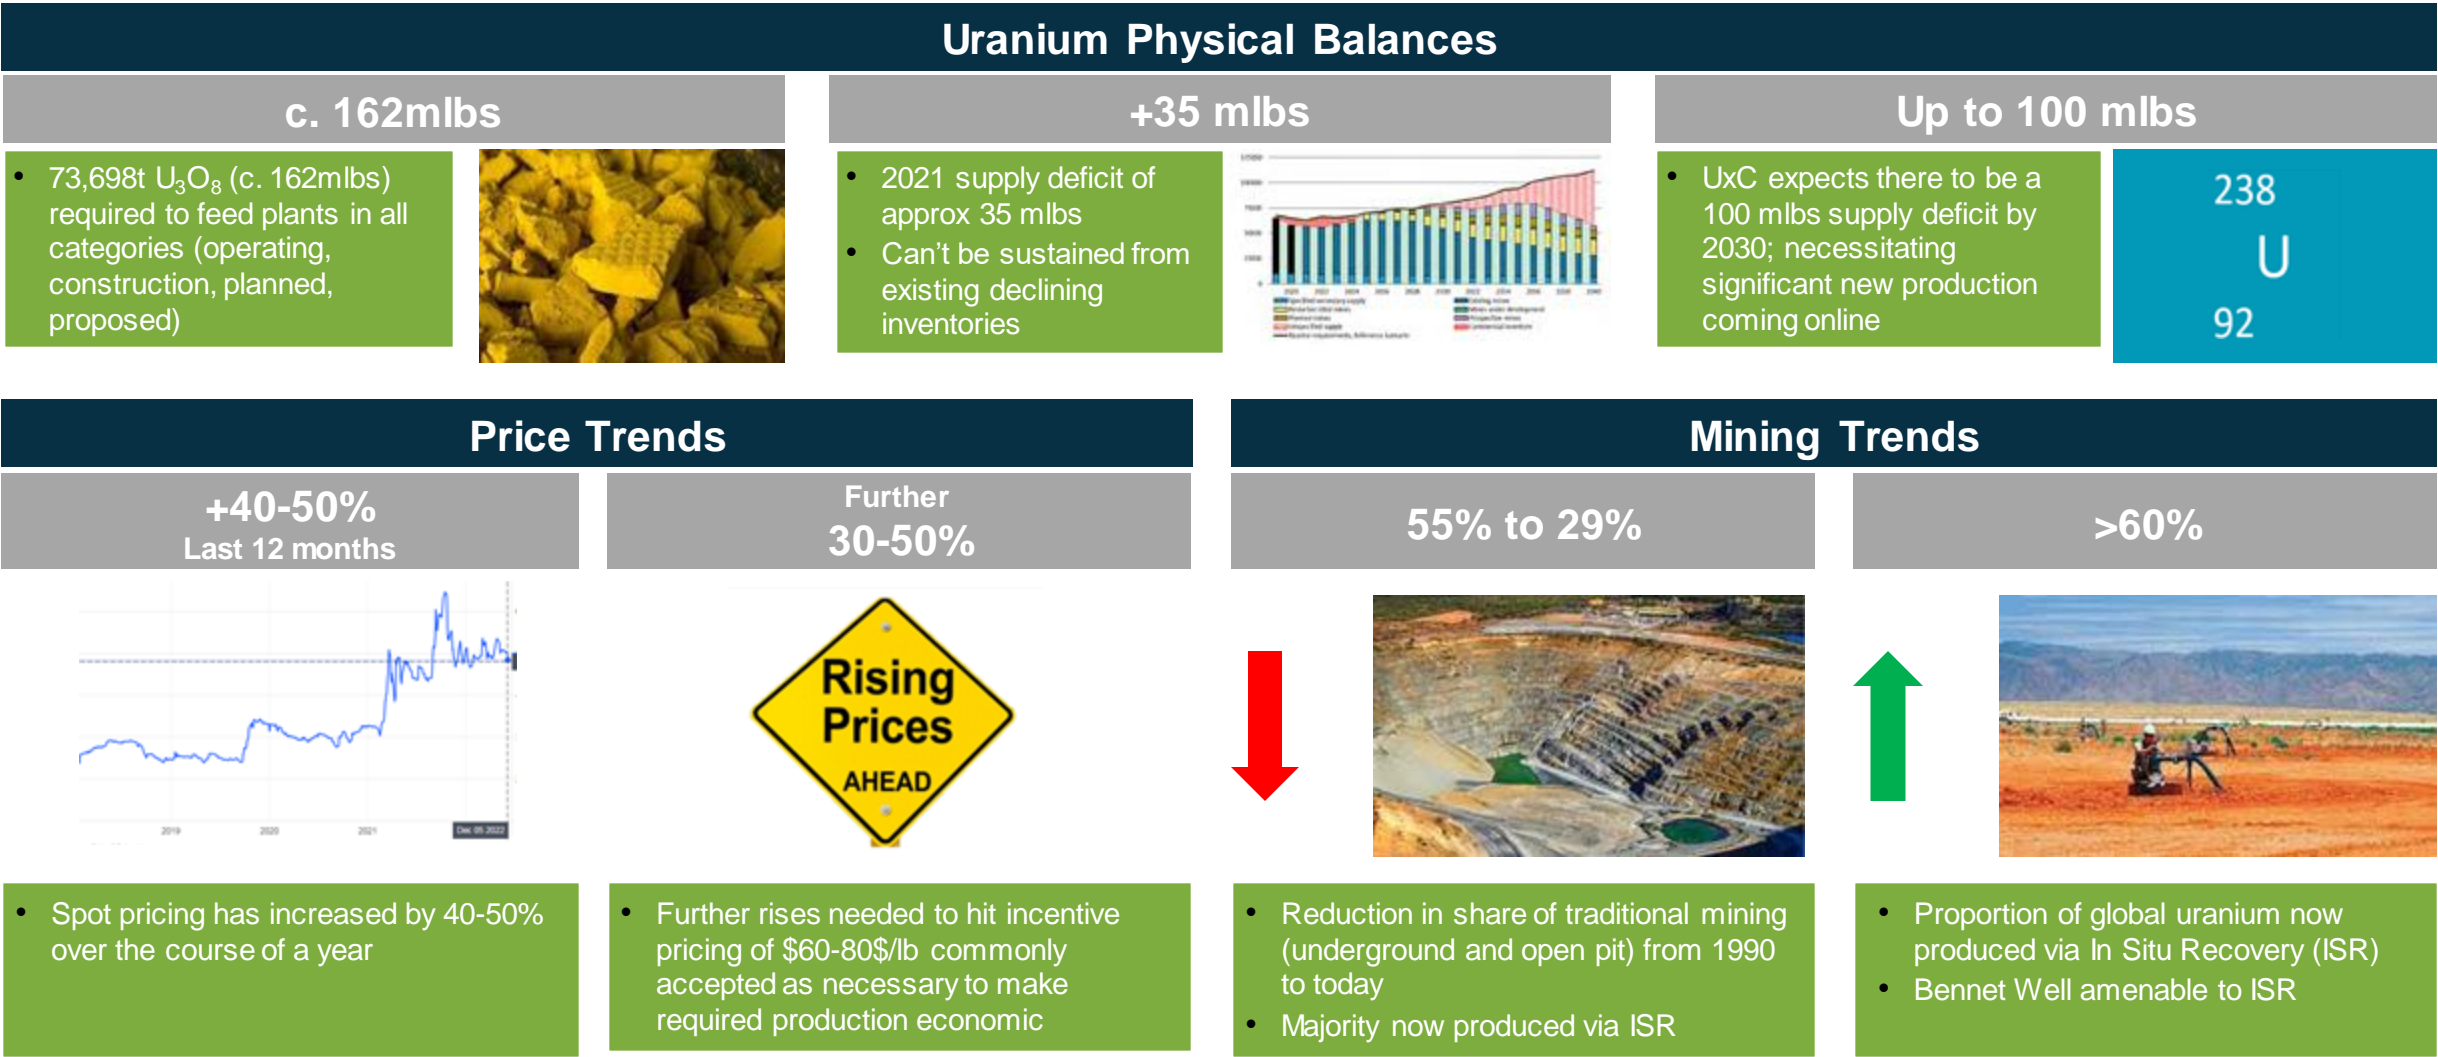 Uranium Physical Balances
c. 162mlbs
• 73,698t U₃O₈ (c. 162mlbs)
required to feed plants in all
categories (operating,
construction, planned,
proposed)
+35 mlbs
• 2021 supply deficit of
approx 35 mlbs
• Can't be sustained from
existing declining
inventories
Up to 100 mlbs
• UxC expects there to be a
100 mlbs supply deficit by
2030; necessitating
significant new production
coming online
238
U
92
Price Trends
+40-50%
Last 12 months
2019 2020 2021 Dec 05 2022
• Spot pricing has increased by 40-50%
over the course of a year
Further
30-50%
Rising
Prices
AHEAD
• Further rises needed to hit incentive
pricing of $60-80$/lb commonly
accepted as necessary to make
required production economic
Mining Trends
55% to 29%
• Reduction in share of traditional mining
(underground and open pit) from 1990
to today
• Majority now produced via ISR
>60%
• Proportion of global uranium now
produced via In Situ Recovery (ISR)
• Bennet Well amenable to ISR